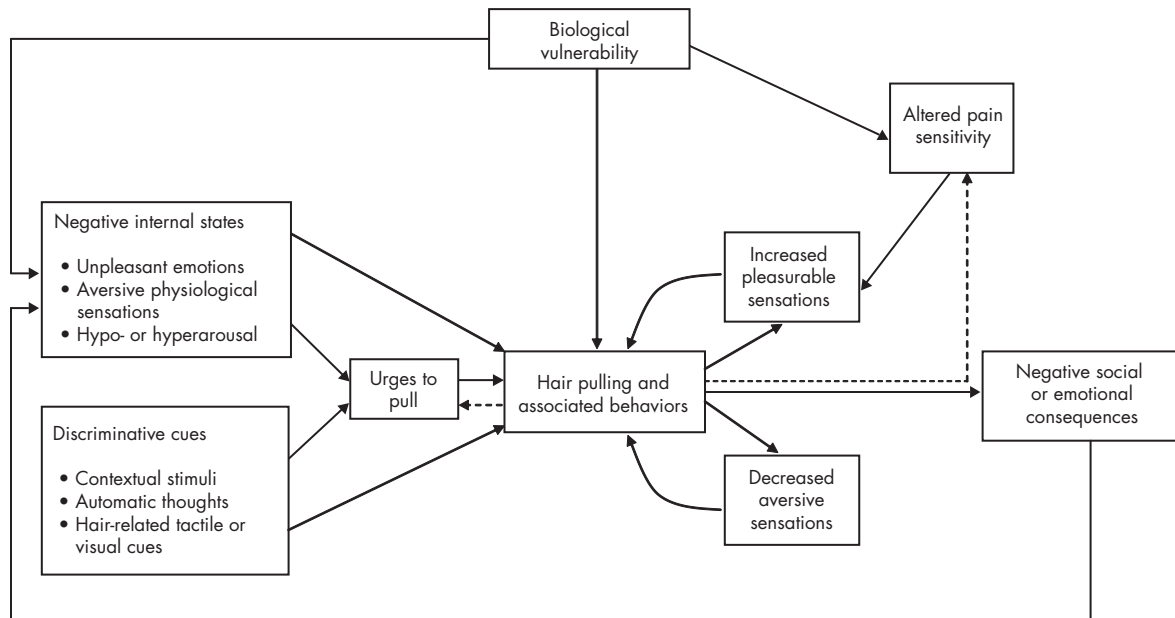 Biological
vulnerability
Altered pain
sensitivity
Negative internal states
• Unpleasant emotions
• Aversive physiological
sensations
• Hypo- or hyperarousal
Increased
pleasurable
sensations
Urges to
pull
Hair pulling and
associated behaviors
Negative social
or emotional
consequences
Discriminative cues
• Contextual stimuli
• Automatic thoughts
• Hair-related tactile or
visual cues
Decreased
aversive
sensations